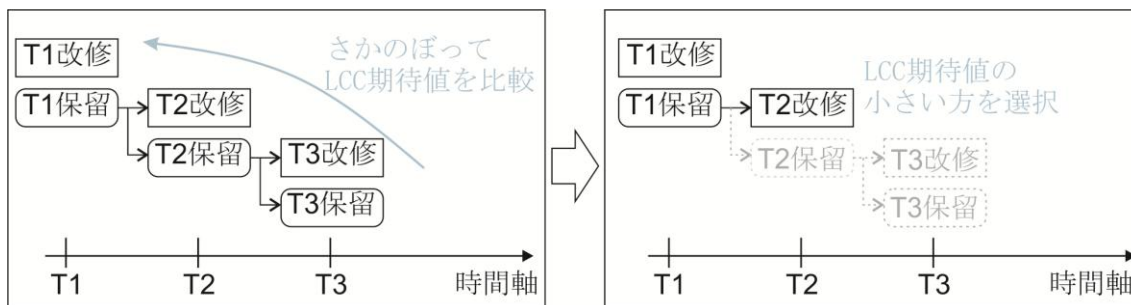 T1改修
さかのぼって
LCC期待値を比較
T1保留
T2改修
T2保留
T3改修
T3保留
T1
T2
T3
時間軸
T1改修
LCC期待値の
小さい方を選択
T1保留
T2改修
T2保留
T3改修
T3保留
T1
T2
T3
時間軸